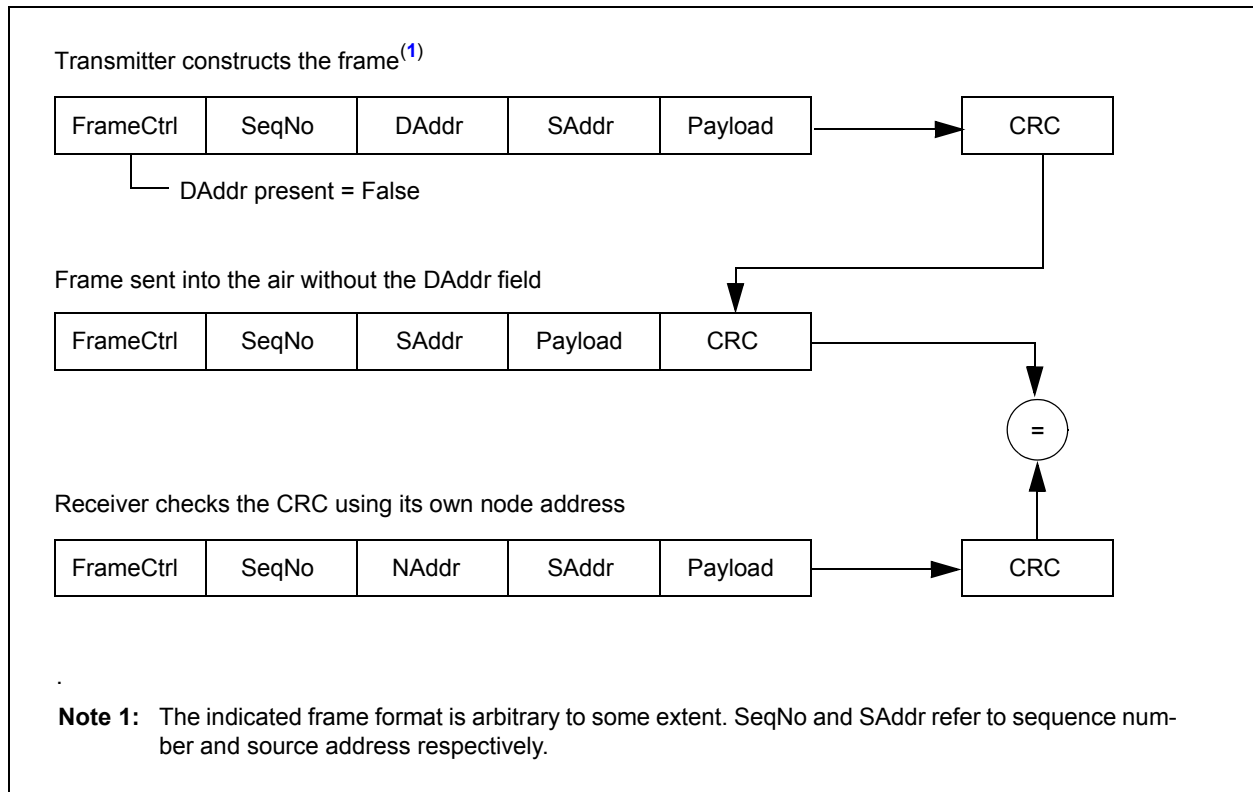 Transmitter constructs the frame(1)
FrameCtrl SeqNo DAddr SAddr Payload CRC
DAddr present = False
Frame sent into the air without the DAddr field
FrameCtrl SeqNo SAddr Payload CRC
=
Receiver checks the CRC using its own node address
FrameCtrl SeqNo NAddr SAddr Payload CRC
.
Note 1: The indicated frame format is arbitrary to some extent. SeqNo and SAddr refer to sequence num-
ber and source address respectively.